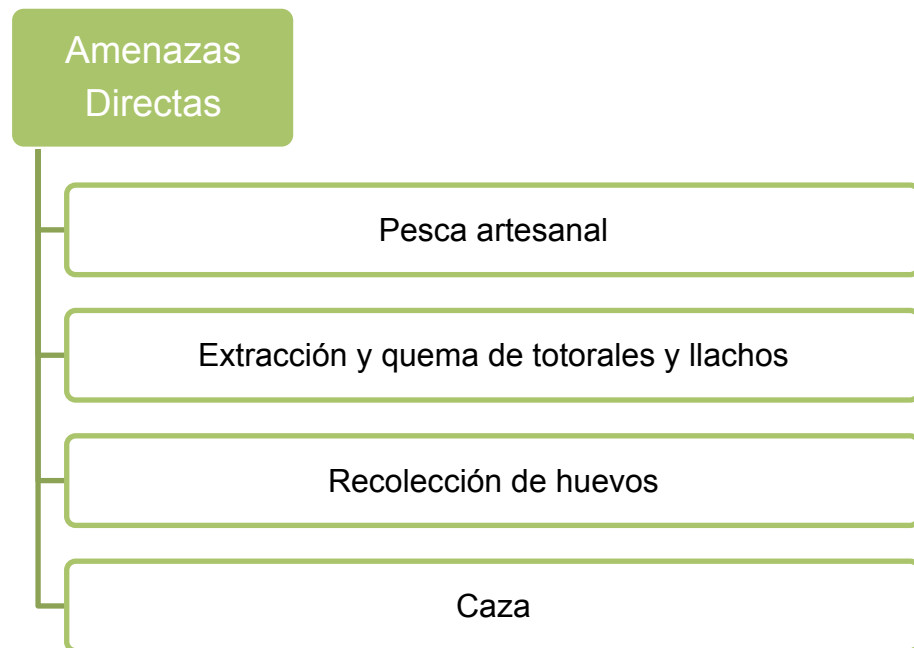 Amenazas
Directas
Pesca artesanal
Extracción y quema de totorales y llachos
Recolección de huevos
Caza